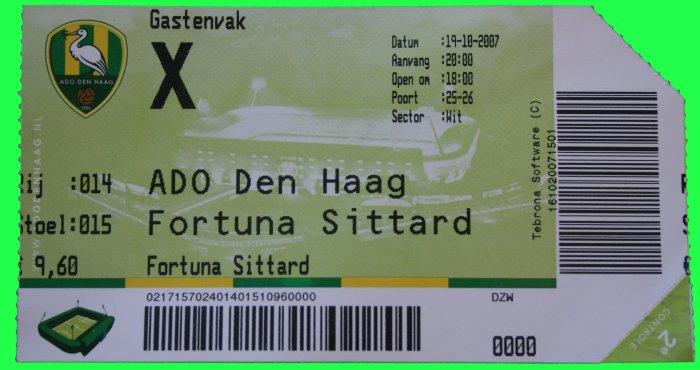 Gastenvak
X
ADO DEN HAAG
1905
Datum :19-10-2007
Aanvang :20:00
Open om :18:00
Poort :25-26
Sector :Wit
Rij :014
Stoel:015
9,60
ADO Den Haag
Fortuna Sittard
Fortuna Sittard
021715702401401510960000
DZW
0000
Tebrona Software (C)
161020071501
2e CONTROLE